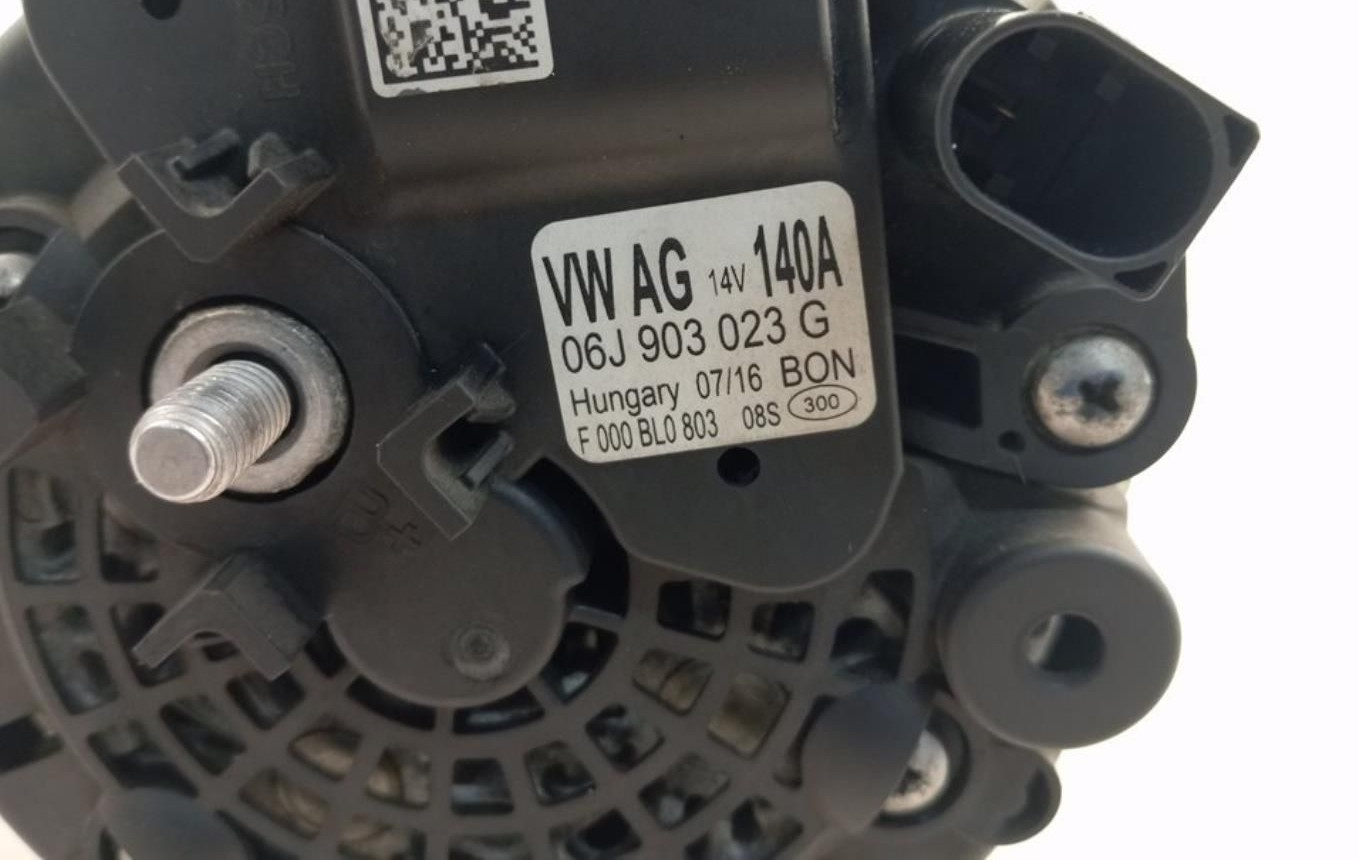 VW AG 14V 140A
06J 903 023 G
Hungary 07/16 BON
F 000 BL0 803 08S 300
B+